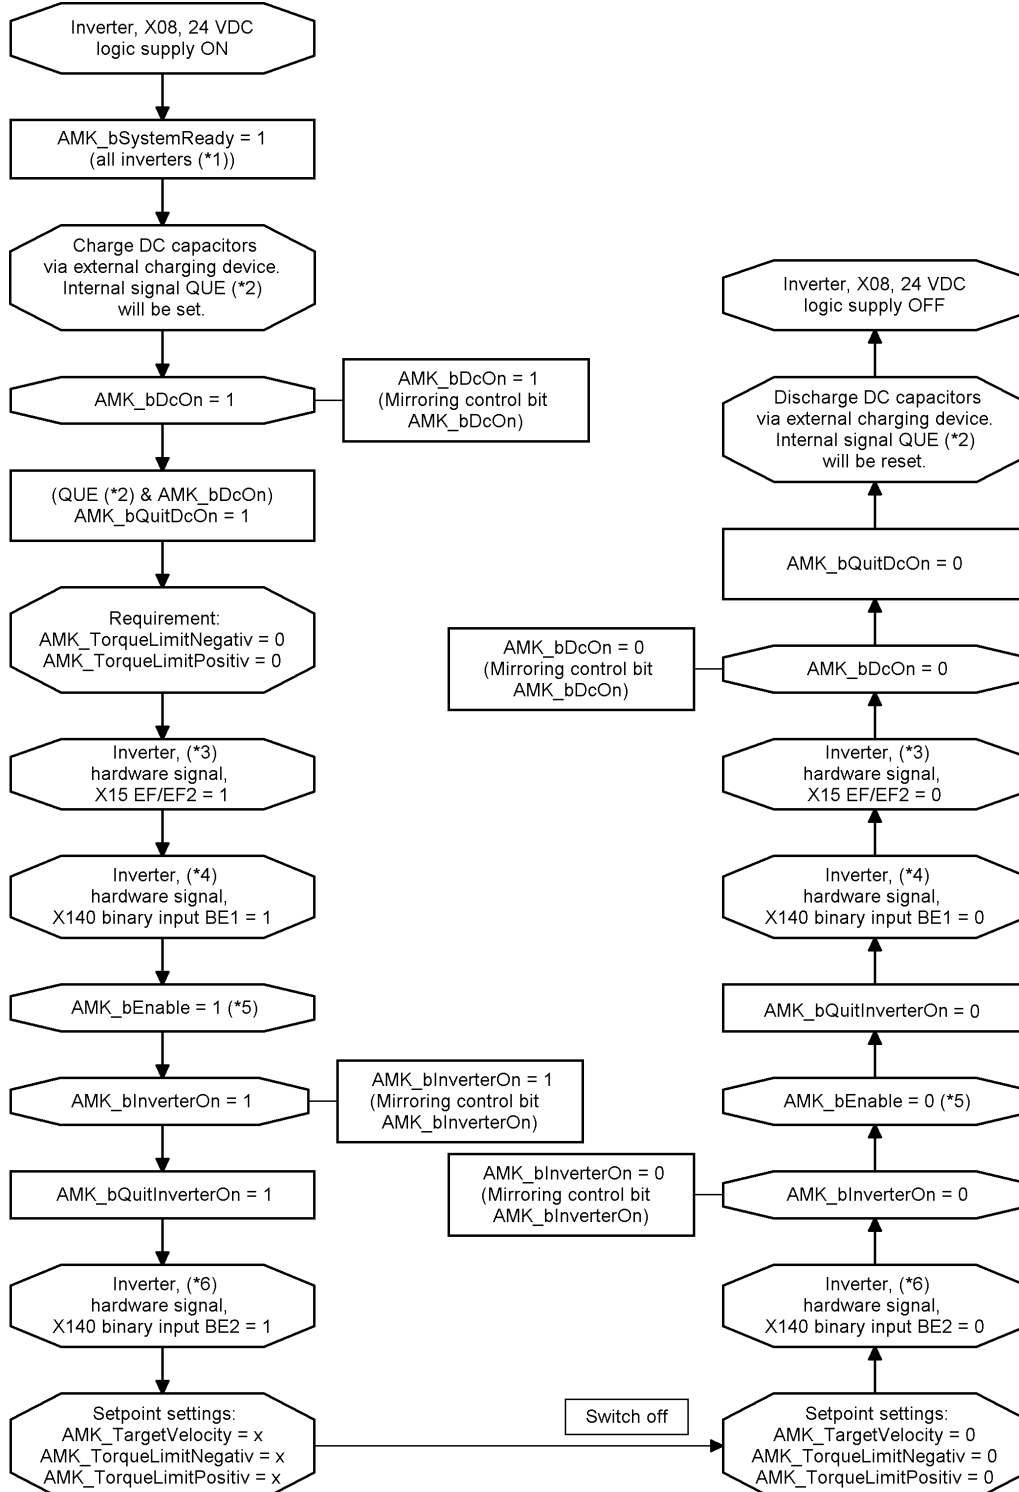 Inverter, X08, 24 VDC
logic supply ON
AMK_bSystemReady = 1
(all inverters (*1))
Charge DC capacitors
via external charging device.
Internal signal QUE (*2)
will be set.
AMK_bDcOn = 1
AMK_bDcOn = 1
(Mirroring control bit
AMK_bDcOn)
(QUE (*2) & AMK_bDcOn)
AMK_bQuitDcOn = 1
Requirement:
AMK_TorqueLimitNegativ = 0
AMK_TorqueLimitPositiv = 0
Inverter, (*3)
hardware signal,
X15 EF/EF2 = 1
Inverter, (*4)
hardware signal,
X140 binary input BE1 = 1
AMK_bEnable = 1 (*5)
AMK_bInverterOn = 1
AMK_bInverterOn = 1
(Mirroring control bit
AMK_bInverterOn)
AMK_bQuitInverterOn = 1
Inverter, (*6)
hardware signal,
X140 binary input BE2 = 1
Setpoint settings:
AMK_TargetVelocity = x
AMK_TorqueLimitNegativ = x
AMK_TorqueLimitPositiv = x
Switch off
Setpoint settings:
AMK_TargetVelocity = 0
AMK_TorqueLimitNegativ = 0
AMK_TorqueLimitPositiv = 0
Inverter, (*6)
hardware signal,
X140 binary input BE2 = 0
AMK_bInverterOn = 0
AMK_bInverterOn = 0
(Mirroring control bit
AMK_bInverterOn)
AMK_bEnable = 0 (*5)
AMK_bQuitInverterOn = 0
Inverter, (*4)
hardware signal,
X140 binary input BE1 = 0
Inverter, (*3)
hardware signal,
X15 EF/EF2 = 0
AMK_bDcOn = 0
AMK_bDcOn = 0
(Mirroring control bit
AMK_bDcOn)
AMK_bQuitDcOn = 0
Discharge DC capacitors
via external charging device.
Internal signal QUE (*2)
will be reset.
Inverter, X08, 24 VDC
logic supply OFF